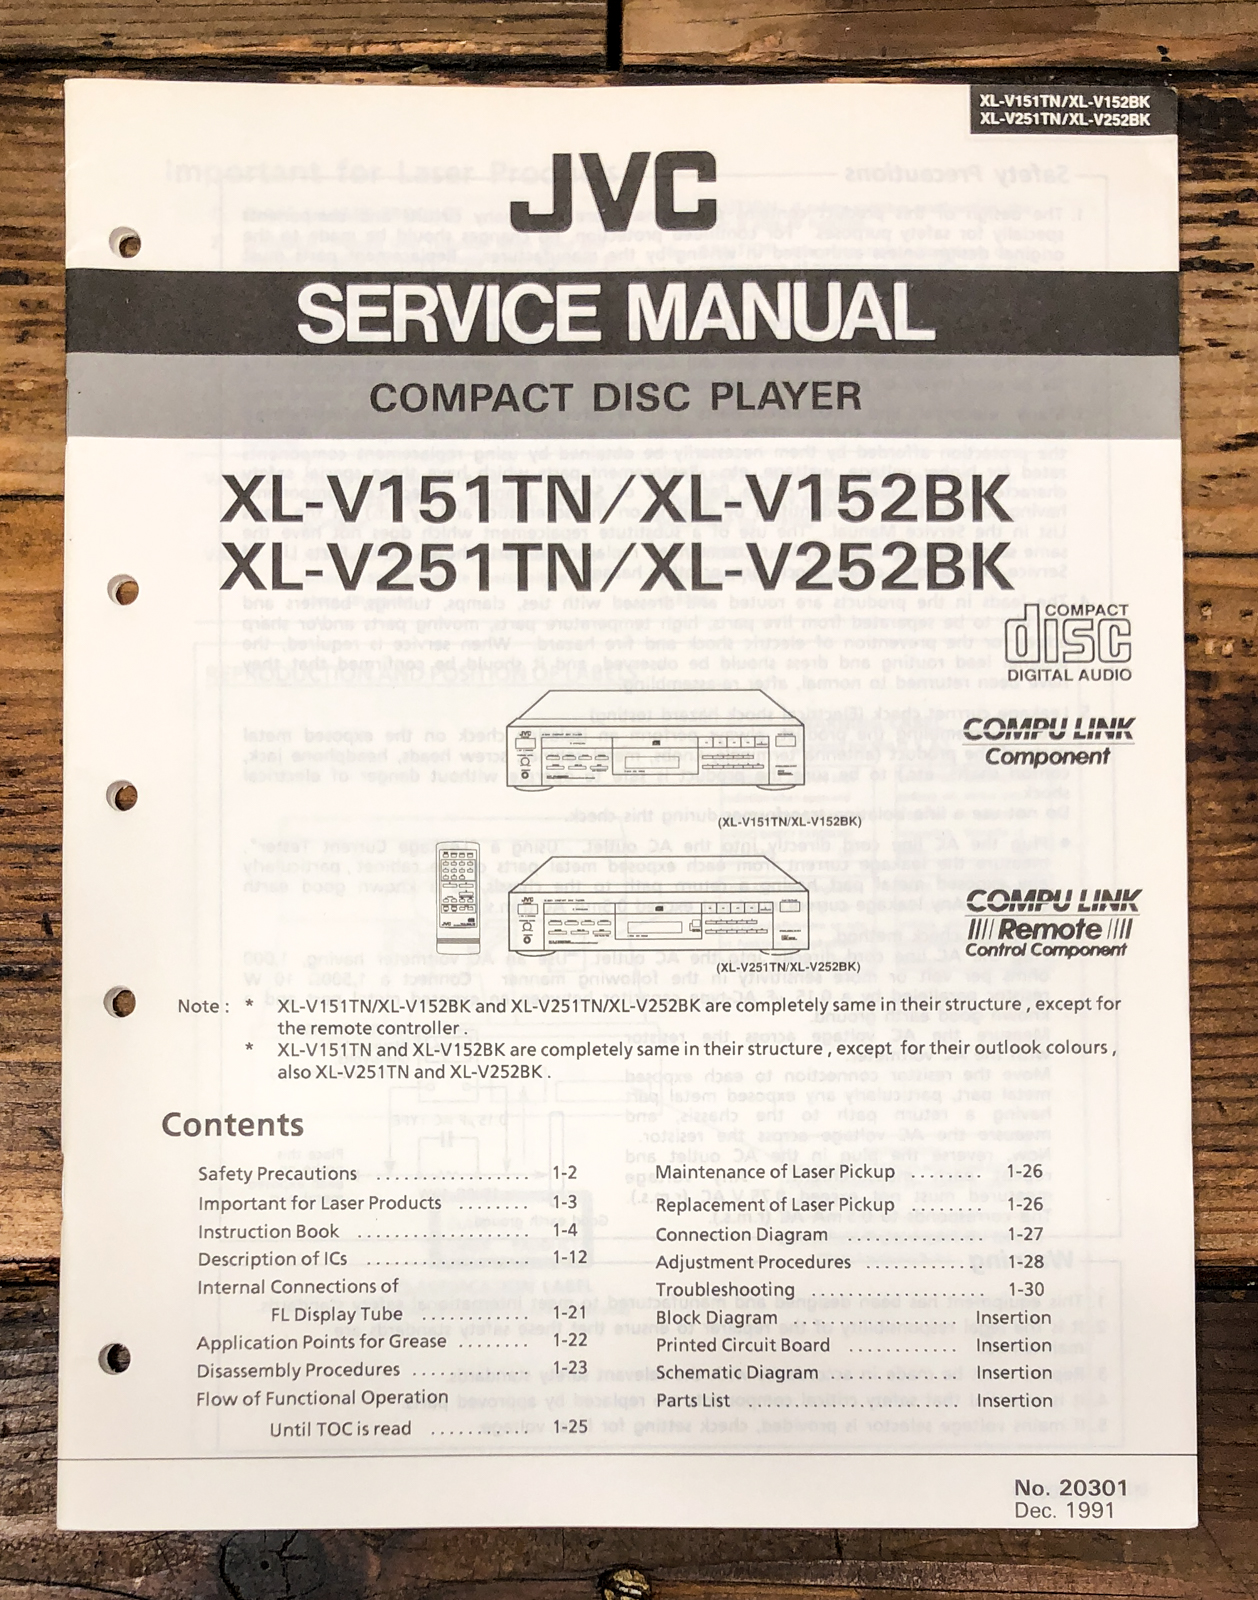 XL-V151TN/XL-V152BK
XL-V251TN/XL-V252BK
JVC
SERVICE MANUAL
COMPACT DISC PLAYER
XL-V151TN/XL-V152BK
XL-V251TN/XL-V252BK
COMPACT
disc
DIGITAL AUDIO
COMPU LINK
Component
JVC
(XL-V151TN/XL-V152BK)
JVC
JVC
COMPU LINK
Remote
Control Component
(XL-V251TN/XL-V252BK)
Note : * XL-V151TN/XL-V152BK and XL-V251TN/XL-V252BK are completely same in their structure , except for
the remote controller .
* XL-V151TN and XL-V152BK are completely same in their structure , except for their outlook colours ,
also XL-V251TN and XL-V252BK .
Contents
Safety Precautions .................. 1-2
Important for Laser Products ........ 1-3
Instruction Book .................... 1-4
Description of ICs ................... 1-12
Internal Connections of
FL Display Tube ............. 1-21
Application Points for Grease ........ 1-22
Disassembly Procedures ............... 1-23
Flow of Functional Operation
Until TOC is read ............ 1-25
Maintenance of Laser Pickup ........ 1-26
Replacement of Laser Pickup ........ 1-26
Connection Diagram ................ 1-27
Adjustment Procedures ............. 1-28
Troubleshooting .................... 1-30
Block Diagram ..................... Insertion
Printed Circuit Board ............ Insertion
Schematic Diagram ................ Insertion
Parts List ......................... Insertion
No. 20301
Dec. 1991